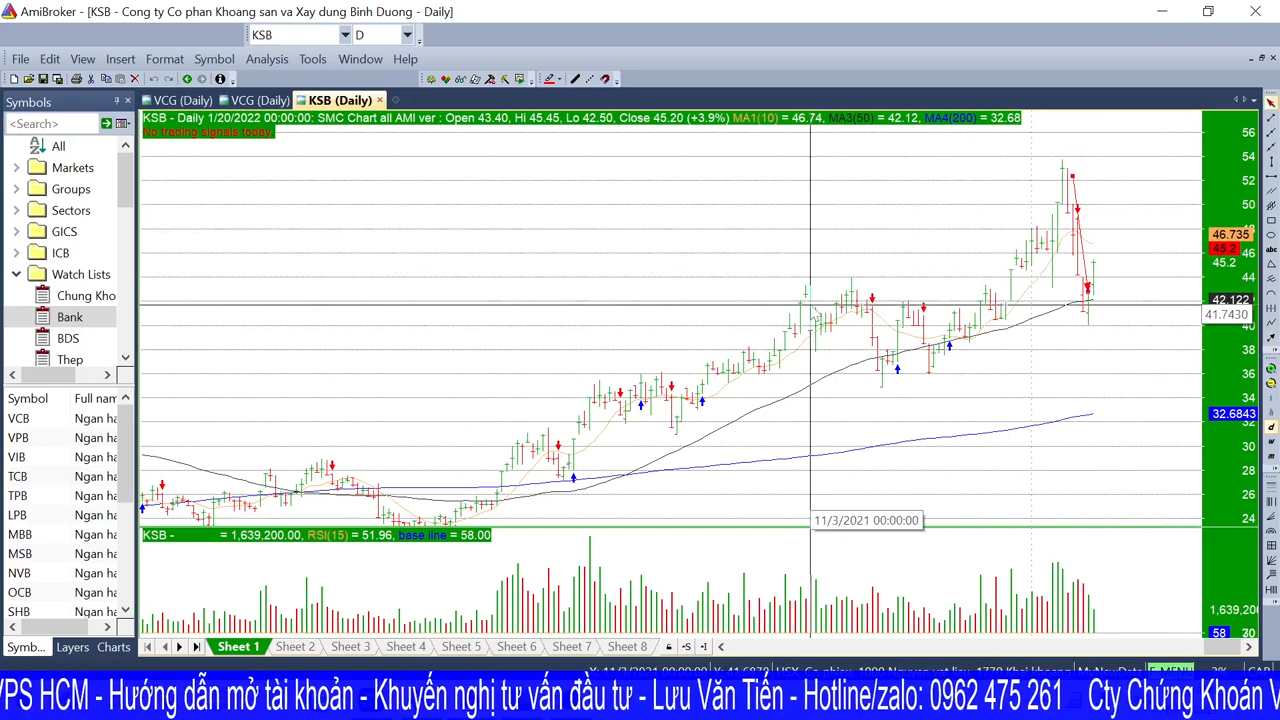 AmiBroker - [KSB - Cong ty Co phan Khoang san va Xay dung Binh Duong - Daily]
KSB D
File Edit View Insert Format Symbol Analysis Tools Window Help
Symbols
VCG (Daily) VCG (Daily) KSB (Daily)
<Search>
KSB - Daily 1/20/2022 00:00:00: SMC Chart all AMI ver : Open 43.40, Hi 45.45, Lo 42.50, Close 45.20 (+3.9%) MA1(10) = 46.74, MA3(50) = 42.12, MA4(200) = 32.68
No trading signals today.
All
Markets
Groups
Sectors
GICS
ICB
Watch Lists
Chung Kho
Bank
BDS
Thep
56
54
52
50
48
46.735
45.2
46
45.2
44
42.122
41.7430
40
38
36
34
32.6843
32
30
28
26
24
Symbol Full nam
VCB Ngan ha
VPB Ngan ha
VIB Ngan ha
TCB Ngan ha
TPB Ngan ha
LPB Ngan ha
MBB Ngan ha
MSB Ngan ha
NVB Ngan ha
OCB Ngan ha
SHB Ngan ha
11/3/2021 00:00:00
KSB - = 1,639,200.00, RSI(15) = 51.96, base line = 58.00
1,639,200
58
Symb... Layers Charts
Sheet 1 Sheet 2 Sheet 3 Sheet 4 Sheet 5 Sheet 6 Sheet 7 Sheet 8
VPS HCM - Hướng dẫn mở tài khoản - Khuyến nghị tư vấn đầu tư - Lưu Văn Tiến - Hotline/zalo: 0962 475 261 Cty Chứng Khoán V